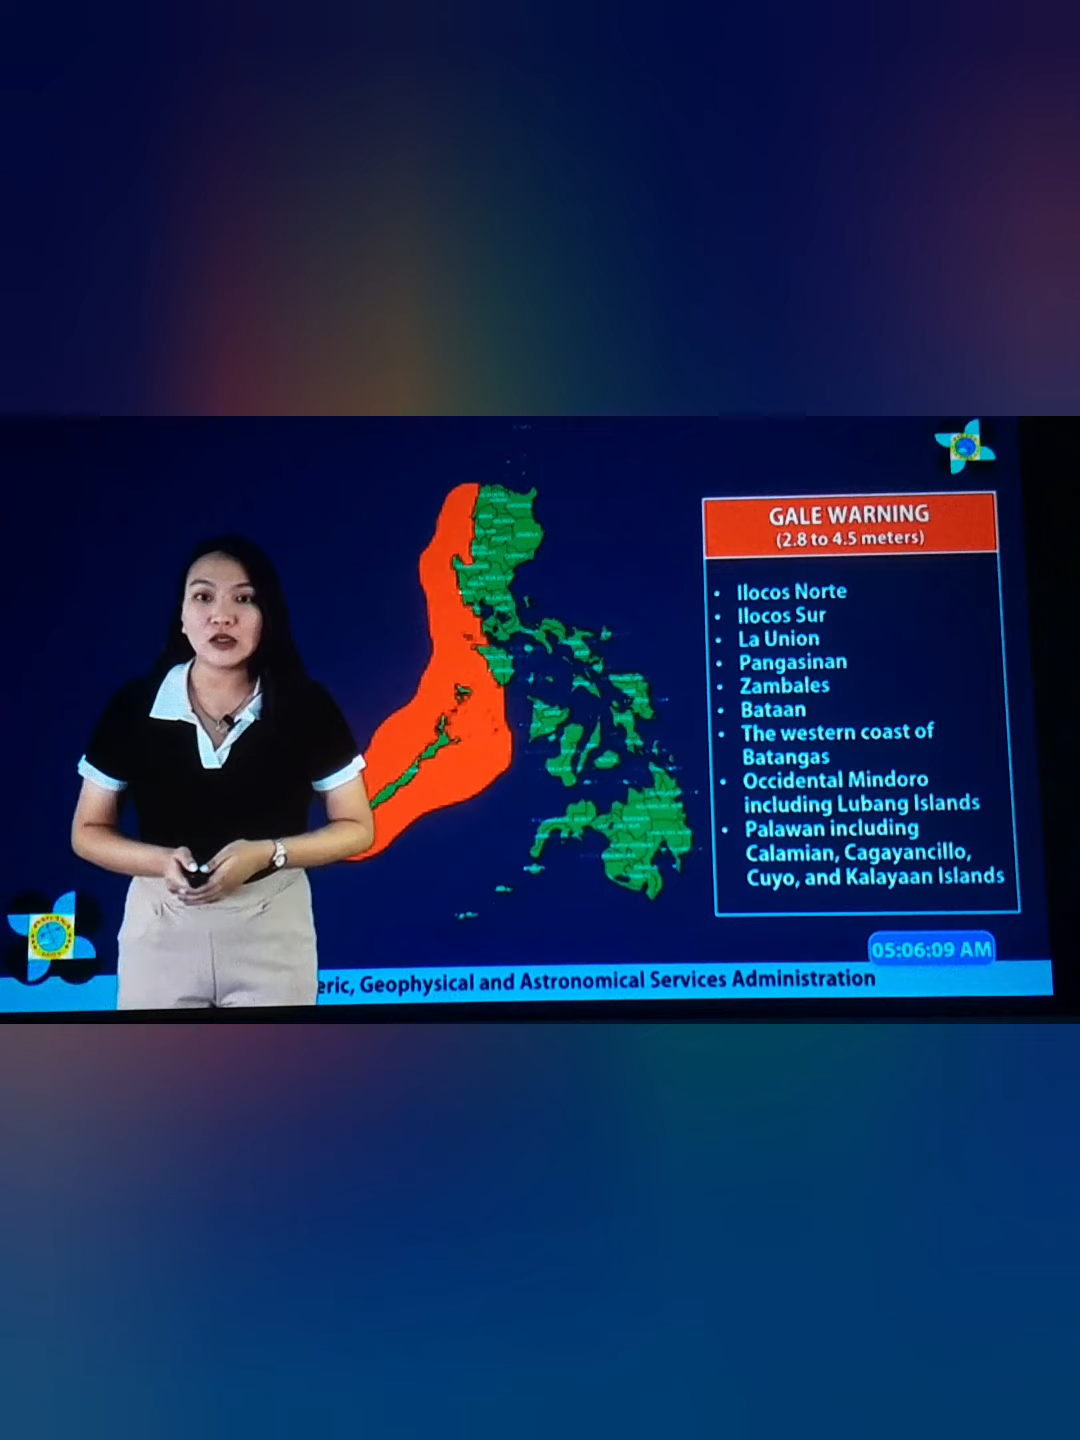 GALE WARNING
(2.8 to 4.5 meters)
• Ilocos Norte
• Ilocos Sur
• La Union
• Pangasinan
• Zambales
• Bataan
• The western coast of
Batangas
• Occidental Mindoro
including Lubang Islands
• Palawan including
Calamian, Cagayancillo,
Cuyo, and Kalayaan Islands
05:06:09 AM
eric, Geophysical and Astronomical Services Administration